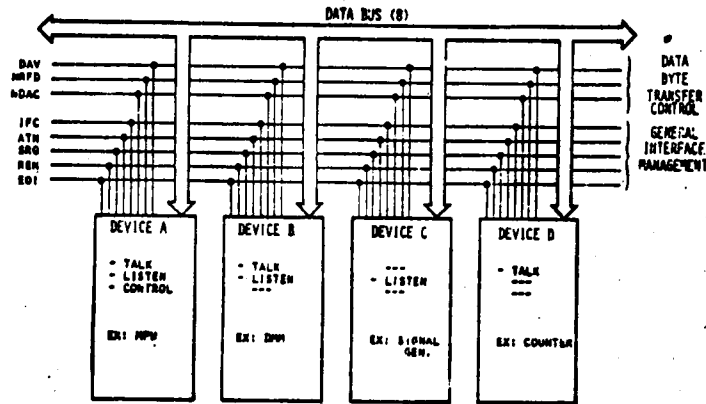 DATA BUS (8)
DAV
NRFD
NDAC
IFC
ATN
SRQ
REN
EOI
DATA
BYTE
TRANSFER
CONTROL
GENERAL
INTERFACE
MANAGEMENT
DEVICE A
- TALK
- LISTEN
- CONTROL
EX: MPU
DEVICE B
- TALK
- LISTEN
---
EX: DMM
DEVICE C
---
- LISTEN
---
EX: SIGNAL
GEN.
DEVICE D
- TALK
---
---
EX: COUNTER